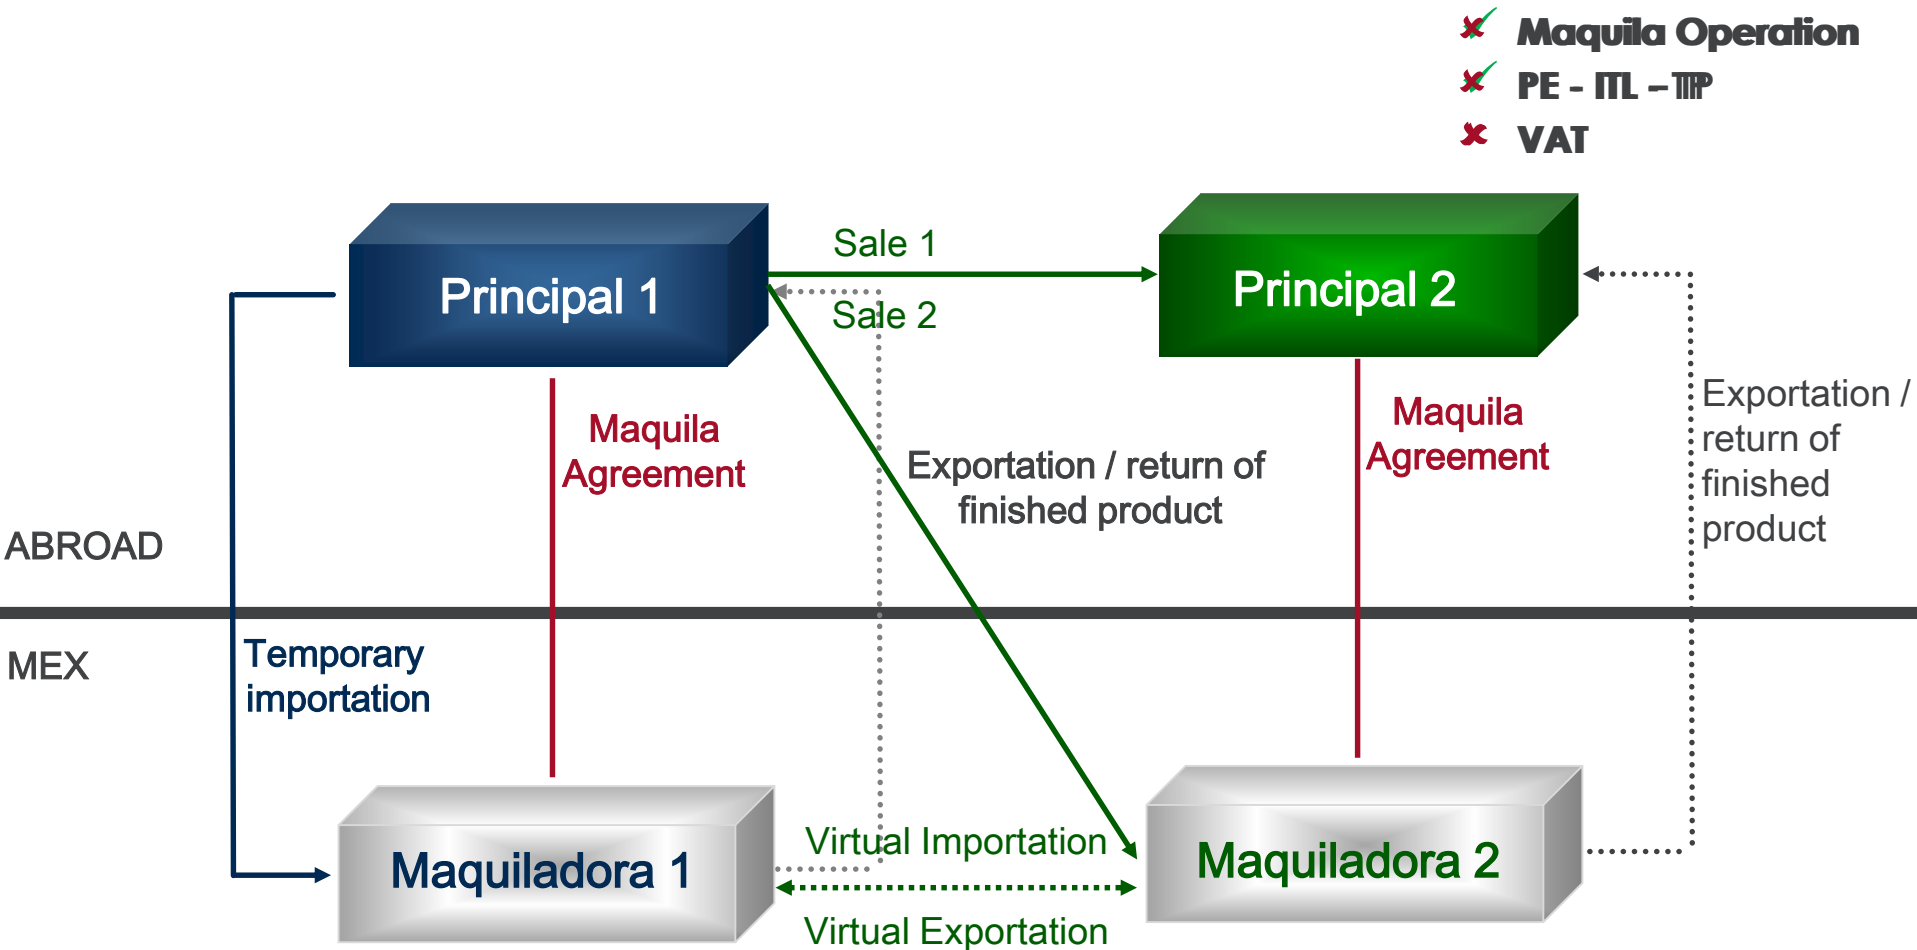 Maquila Operation
PE - ITL –
VAT
Sale 1
Principal 1
Principal 2
Sale 2
Maquila
Agreement
Exportation / return of
finished product
Maquila
Agreement
Exportation /
return of
finished
product
ABROAD
MEX
Temporary
importation
Maquiladora 1
Virtual Importation
Virtual Exportation
Maquiladora 2